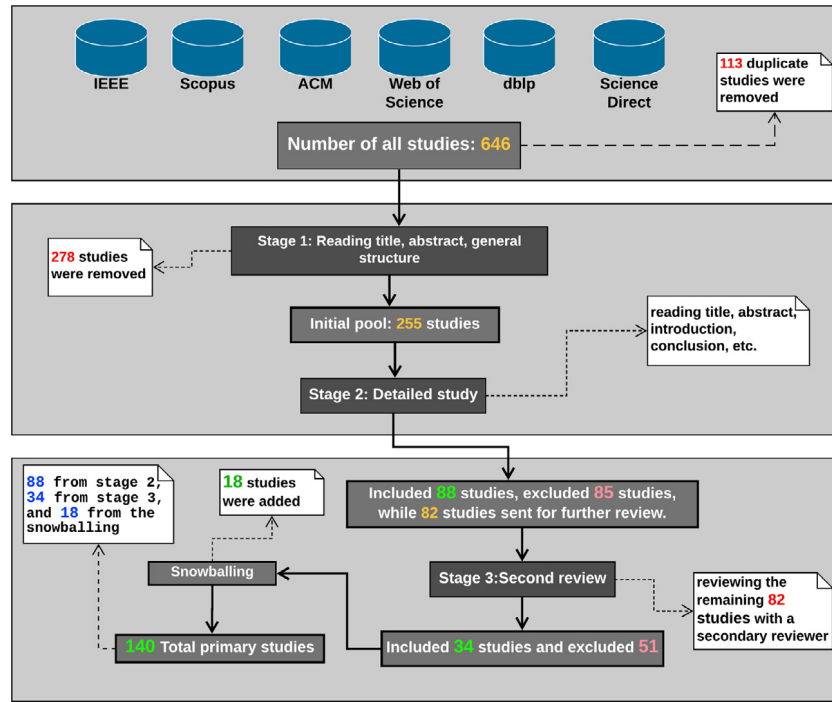 IEEE
Scopus
ACM
Web of
Science
dblp
Science
Direct
113 duplicate
studies were
removed
Number of all studies: 646
Stage 1: Reading title, abstract, general
structure
278 studies
were removed
Initial pool: 255 studies
reading title, abstract,
introduction,
conclusion, etc.
Stage 2: Detailed study
88 from stage 2,
34 from stage 3,
and 18 from the
snowballing
18 studies
were added
Included 88 studies, excluded 85 studies,
while 82 studies sent for further review.
Snowballing
Stage 3:Second review
reviewing the
remaining 82
studies with a
secondary reviewer
140 Total primary studies
Included 34 studies and excluded 51